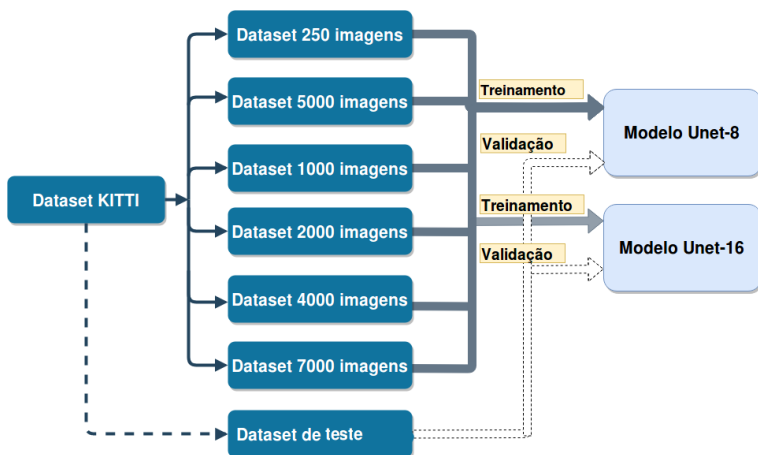 Dataset KITTI
Dataset 250 imagens
Dataset 5000 imagens
Dataset 1000 imagens
Dataset 2000 imagens
Dataset 4000 imagens
Dataset 7000 imagens
Dataset de teste
Treinamento
Validação
Treinamento
Validação
Modelo Unet-8
Modelo Unet-16